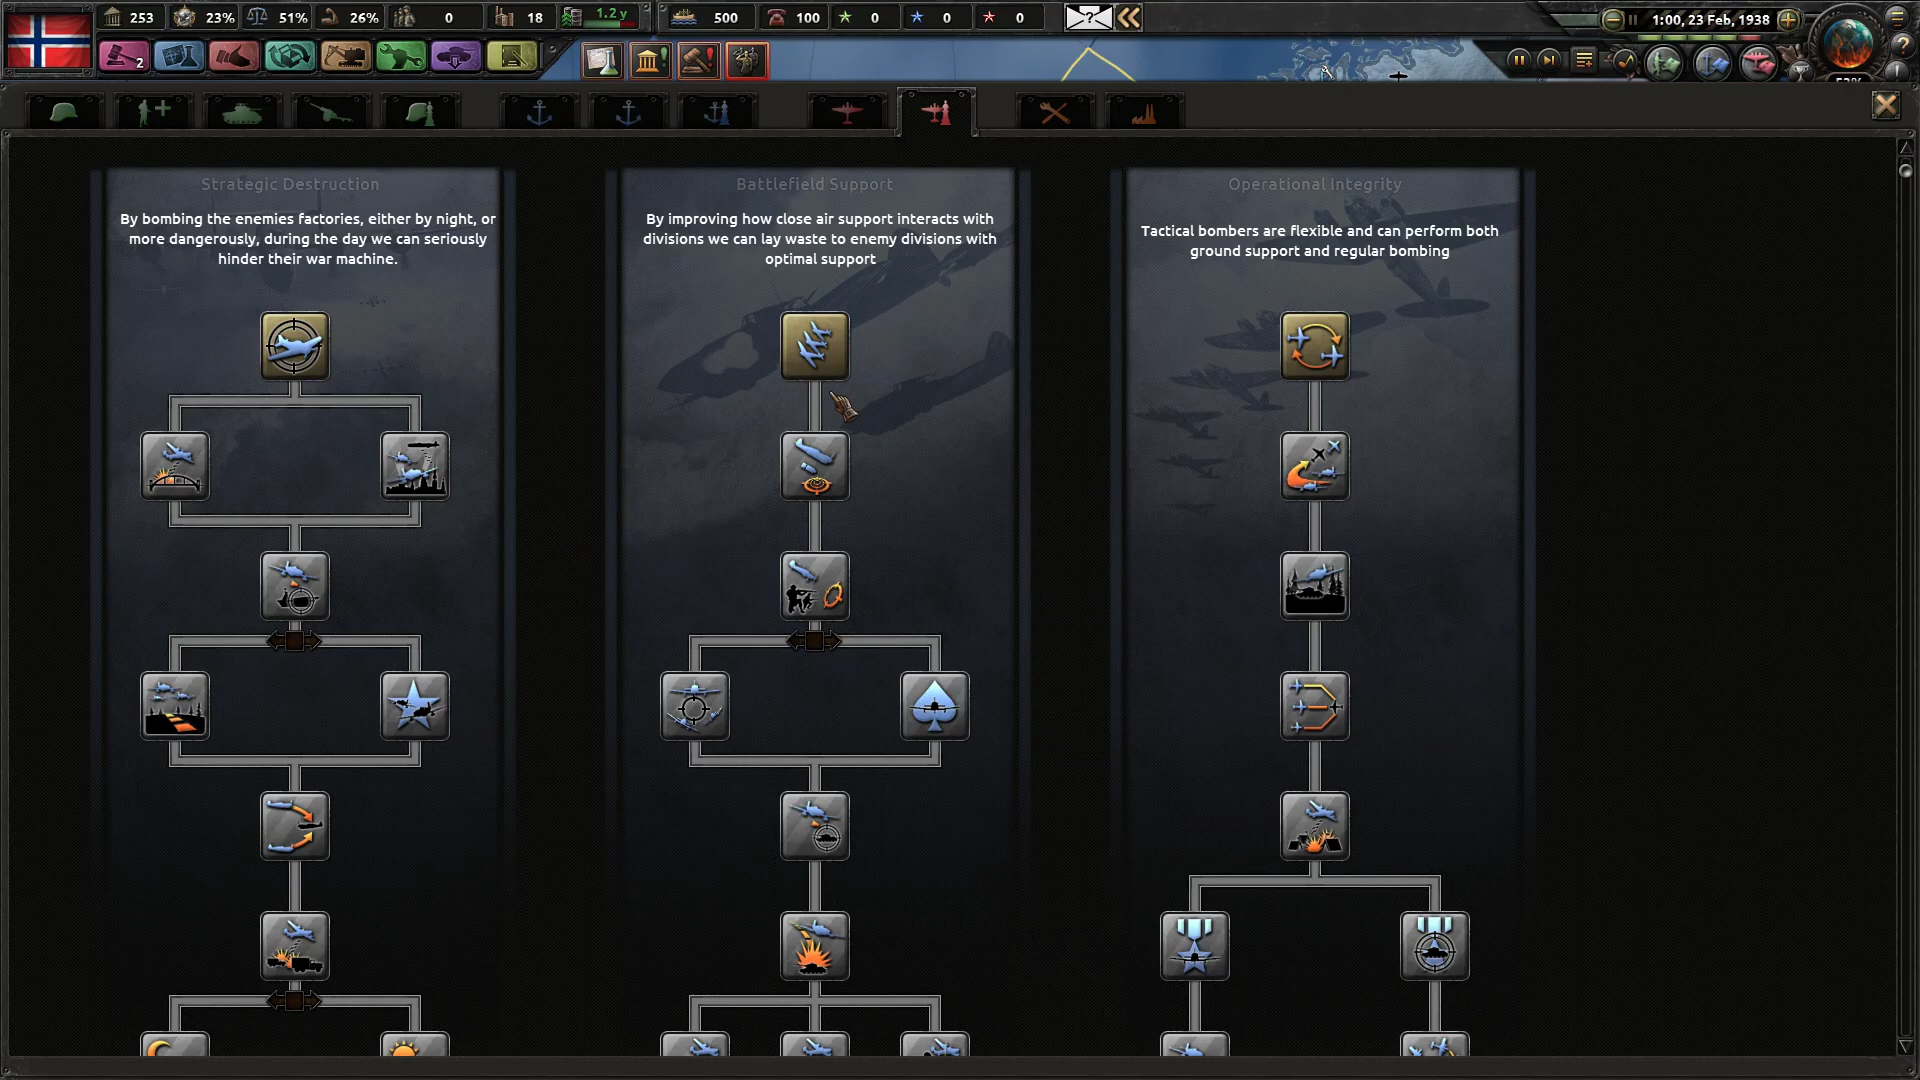 253
23%
51%
26%
0
18
1.2 y
500
100
0
0
0
?
1:00, 23 Feb, 1938
2
Strategic Destruction
By bombing the enemies factories, either by night, or
more dangerously, during the day we can seriously
hinder their war machine.
Battlefield Support
By improving how close air support interacts with
divisions we can lay waste to enemy divisions with
optimal support
Operational Integrity
Tactical bombers are flexible and can perform both
ground support and regular bombing